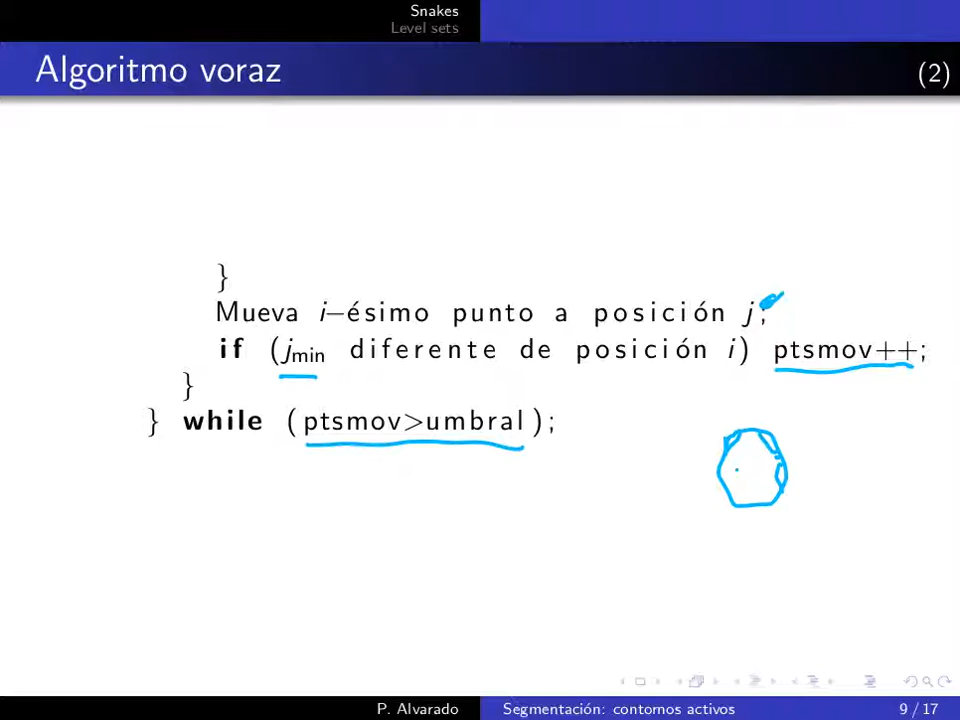 Snakes
Level sets
Algoritmo voraz (2)
}
Mueva i−ésimo punto a posición j;
if (jmin diferente de posición i) ptsmov++;
}
} while (ptsmov>umbral);
P. Alvarado Segmentación: contornos activos 9 / 17